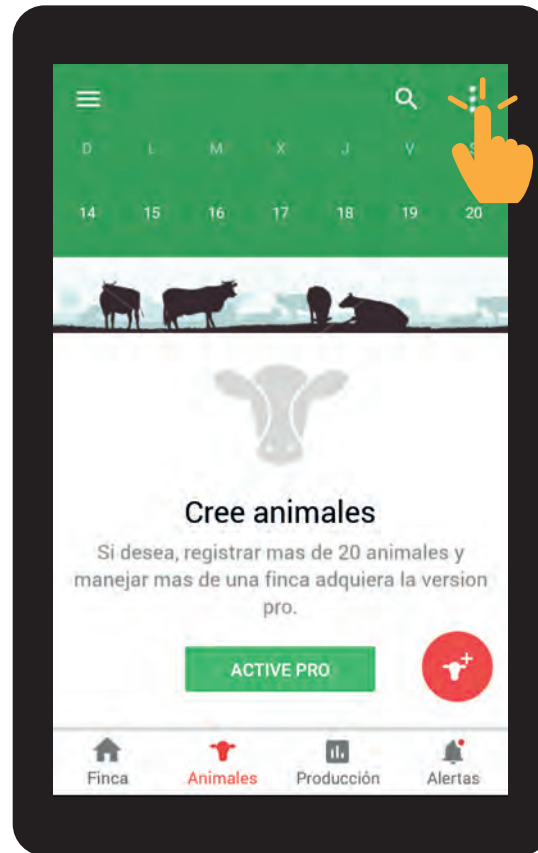 D L M X J V S
14 15 16 17 18 19 20
Cree animales
Si desea, registrar mas de 20 animales y
manejar mas de una finca adquiera la version
pro.
ACTIVE PRO
Finca Animales Producción Alertas